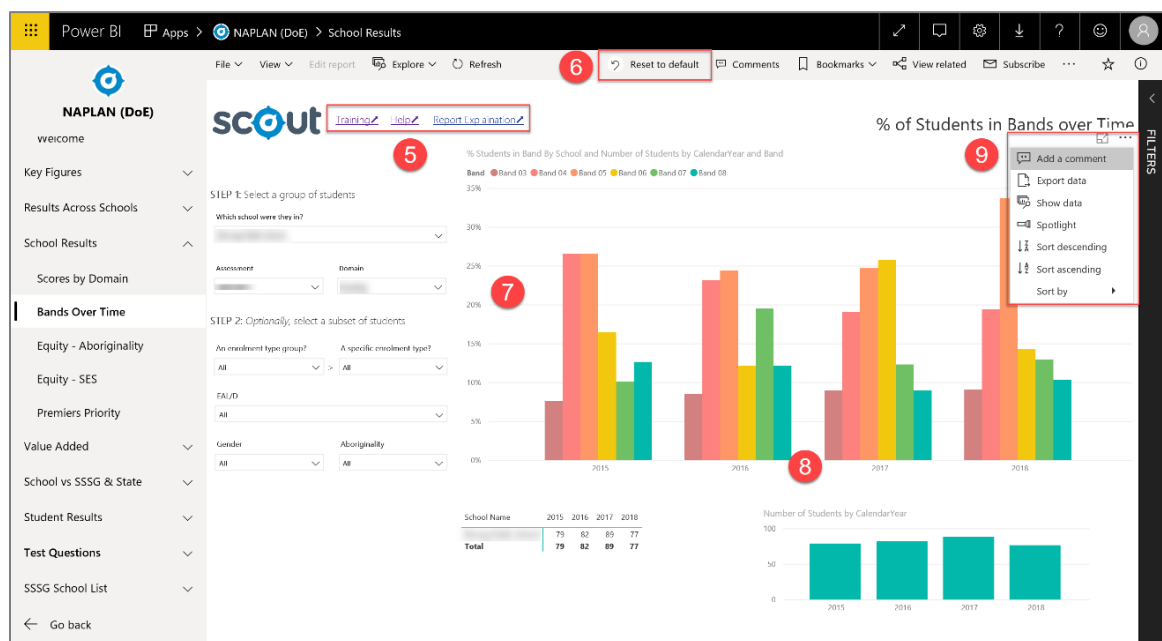 Power BI Apps > NAPLAN (DoE) > School Results
File View Edit report Explore Refresh 6 Reset to default Comments Bookmarks View related Subscribe ...
NAPLAN (DoE)
Welcome
Key Figures
Results Across Schools
School Results
Scores by Domain
Bands Over Time
Equity - Aboriginality
Equity - SES
Premiers Priority
Value Added
School vs SSSG & State
Student Results
Test Questions
SSSG School List
Go back
scout Training Help Report Explaination
5
% of Students in Bands over Time
STEP 1: Select a group of students
Which school were they in?
Assessment Domain
STEP 2: Optionally, select a subset of students
An enrolment type group? A specific enrolment type?
All > All
EAL/D
All
Gender Aboriginality
All All
% Students in Band By School and Number of Students by CalendarYear and Band
Band Band 03 Band 04 Band 05 Band 06 Band 07 Band 08
35%
30%
25%
20%
15%
10%
5%
0%
2015 2016 2017 2018
7
8
9
Add a comment
Export data
Show data
Spotlight
Sort descending
Sort ascending
Sort by
FILTERS
School Name 2015 2016 2017 2018
79 82 89 77
Total 79 82 89 77
Number of Students by CalendarYear
100
50
0
2015 2016 2017 2018